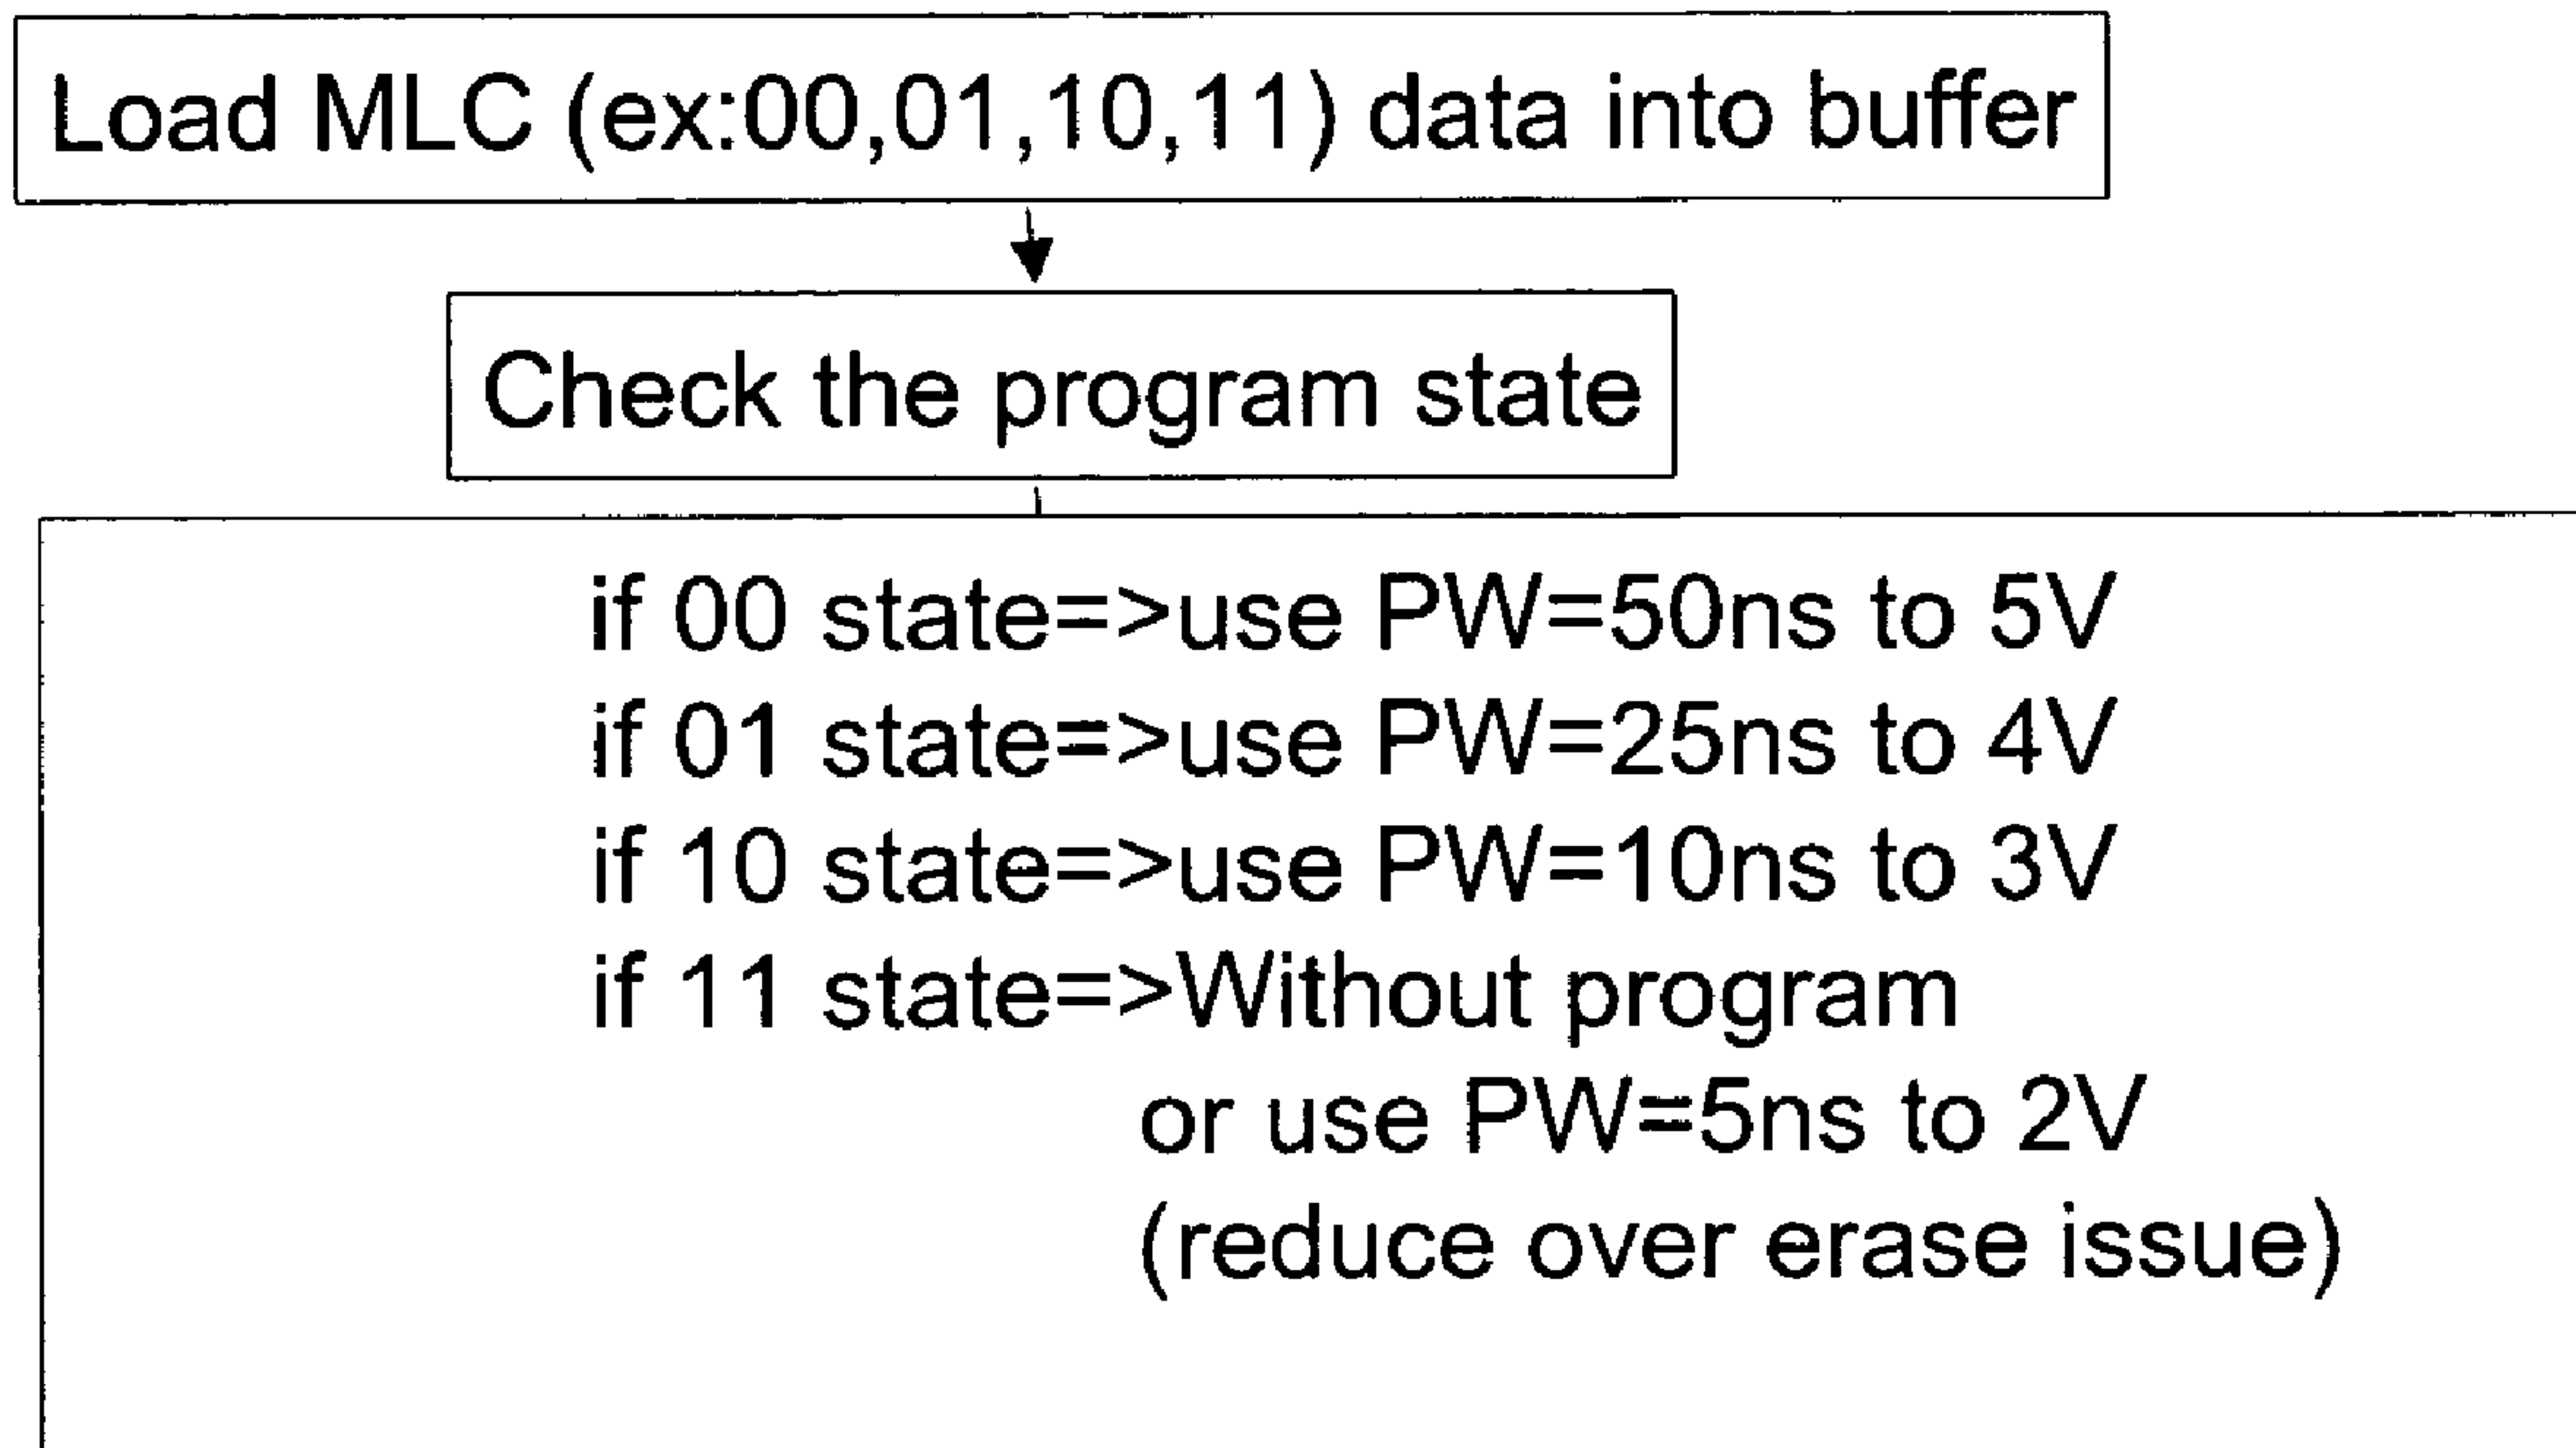 Load MLC (ex:00,01,10,11) data into buffer
Check the program state
if 00 state=>use PW=50ns to 5V
if 01 state=>use PW=25ns to 4V
if 10 state=>use PW=10ns to 3V
if 11 state=>Without program
or use PW=5ns to 2V
(reduce over erase issue)